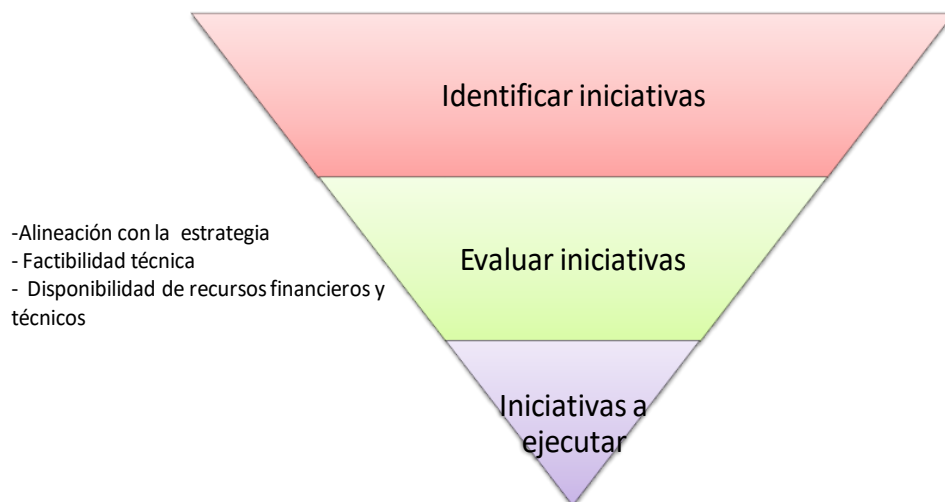 Identificar iniciativas
-Alineación con la estrategia
- Factibilidad técnica
- Disponibilidad de recursos financieros y
técnicos
Evaluar iniciativas
Iniciativas a
ejecutar